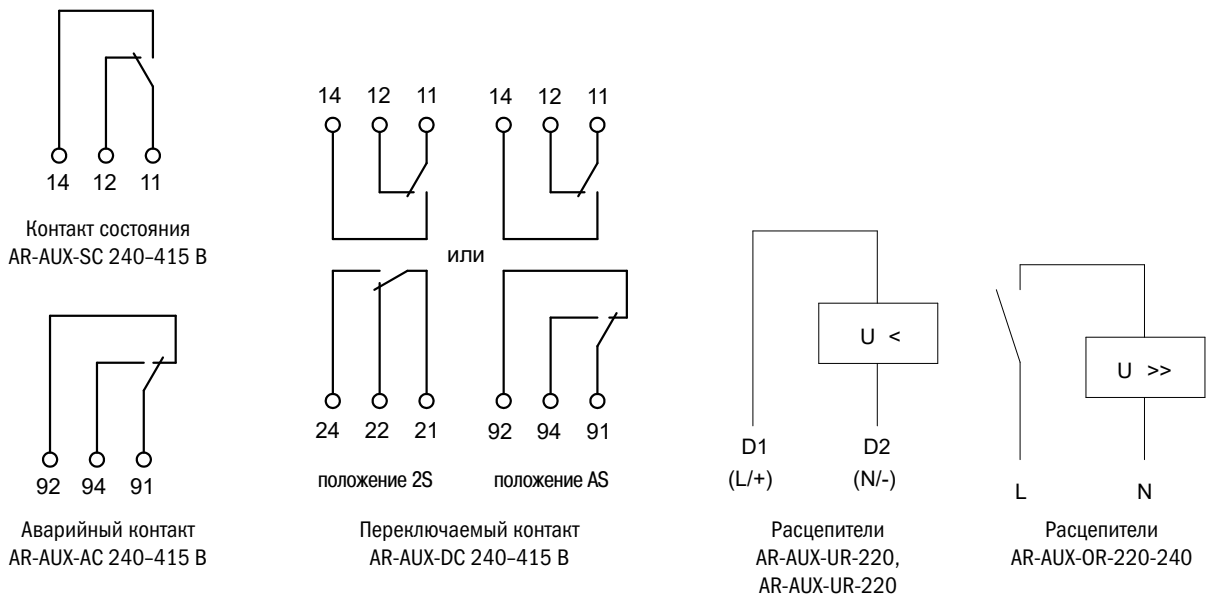 14 12 11
Контакт состояния
AR-AUX-SC 240–415 В
92 94 91
Аварийный контакт
AR-AUX-AC 240–415 В
14 12 11
14 12 11
или
24 22 21
92 94 91
положение 2S
положение AS
Переключаемый контакт
AR-AUX-DC 240–415 В
U <
D1
(L/+)
D2
(N/-)
Расцепители
AR-AUX-UR-220,
AR-AUX-UR-220
U >>
L
N
Расцепители
AR-AUX-OR-220-240